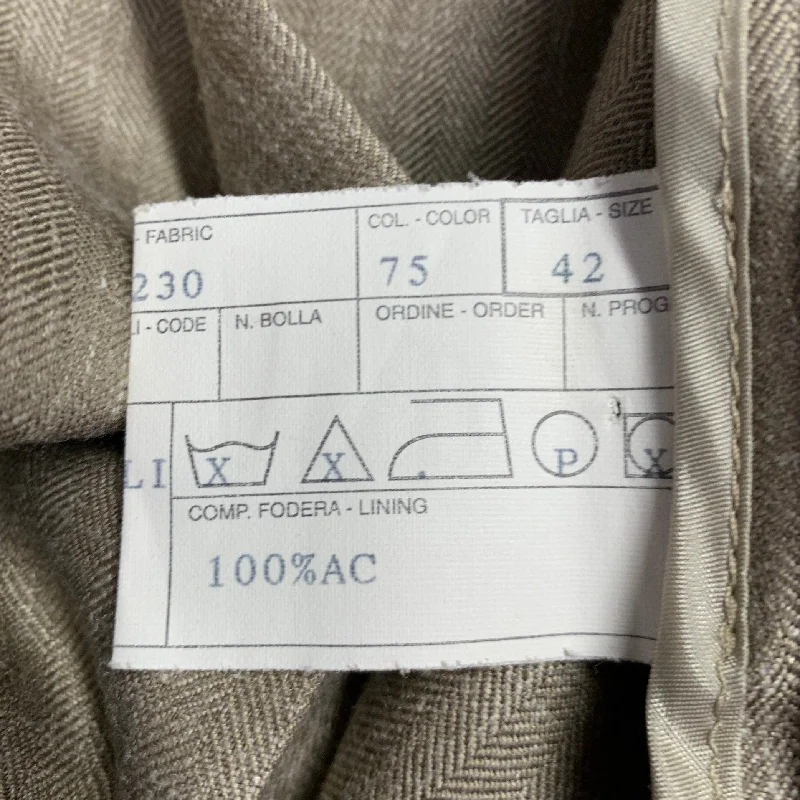 - FABRIC COL. - COLOR TAGLIA - SIZE
230 75 42
I - CODE N. BOLLA ORDINE - ORDER N. PROG
LI X X . P X
COMP. FODERA - LINING
100%AC